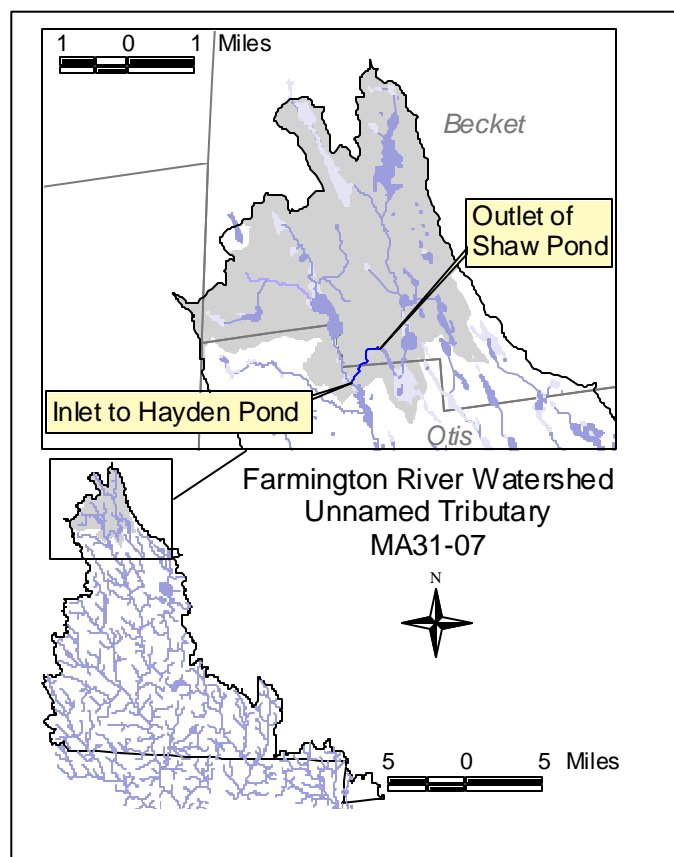 1 0 1 Miles
Becket
Outlet of
Shaw Pond
Inlet to Hayden Pond
Otis
Farmington River Watershed
Unnamed Tributary
MA31-07
N
5 0 5 Miles